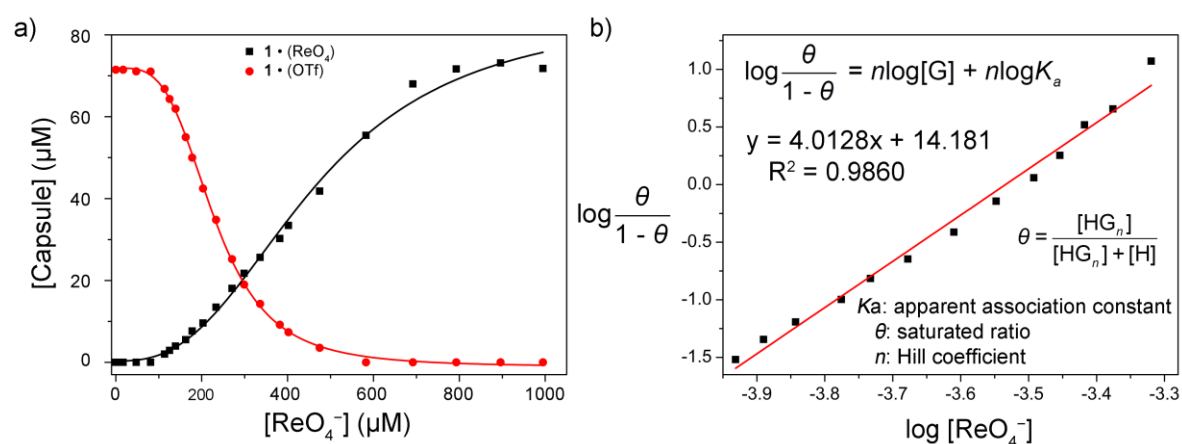 a)
1 • (ReO₄)
1 • (OTf)
[Capsule] (µM)
80
60
40
20
0
0 200 400 600 800 1000
[ReO₄⁻] (µM)
b)
log θ / 1 - θ = nlog[G] + nlogKₐ
y = 4.0128x + 14.181
R² = 0.9860
log θ / 1 - θ
θ = [HGₙ] / [HGₙ] + [H]
Ka: apparent association constant
θ: saturated ratio
n: Hill coefficient
1.0
0.5
0.0
-0.5
-1.0
-1.5
-3.9 -3.8 -3.7 -3.6 -3.5 -3.4 -3.3
log [ReO₄⁻]